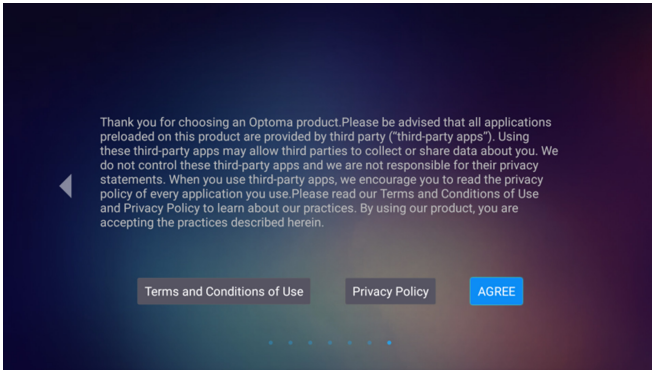 Thank you for choosing an Optoma product.Please be advised that all applications
preloaded on this product are provided by third party ("third-party apps"). Using
these third-party apps may allow third parties to collect or share data about you. We
do not control these third-party apps and we are not responsible for their privacy
statements. When you use third-party apps, we encourage you to read the privacy
policy of every application you use.Please read our Terms and Conditions of Use
and Privacy Policy to learn about our practices. By using our product, you are
accepting the practices described herein.
Terms and Conditions of Use
Privacy Policy
AGREE